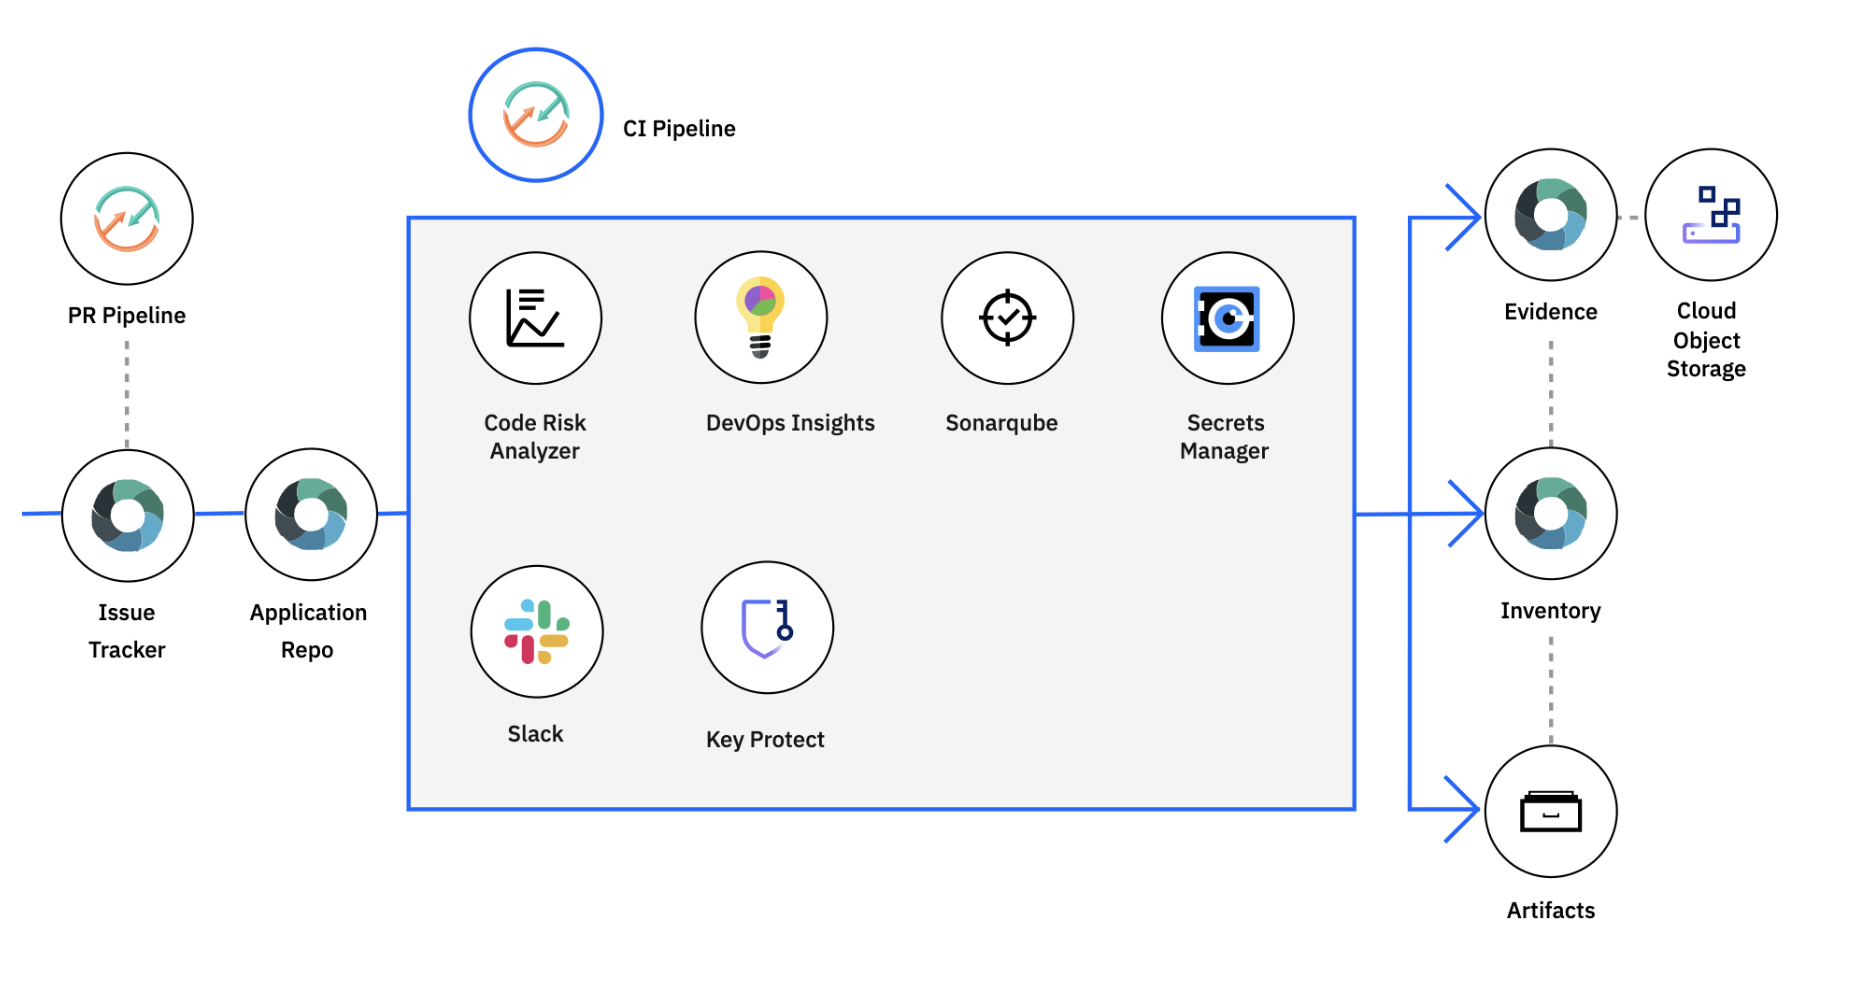 CI Pipeline
PR Pipeline
Issue
Tracker
Application
Repo
Code Risk
Analyzer
DevOps Insights
Sonarqube
Secrets
Manager
Slack
Key Protect
Evidence
Cloud
Object
Storage
Inventory
Artifacts